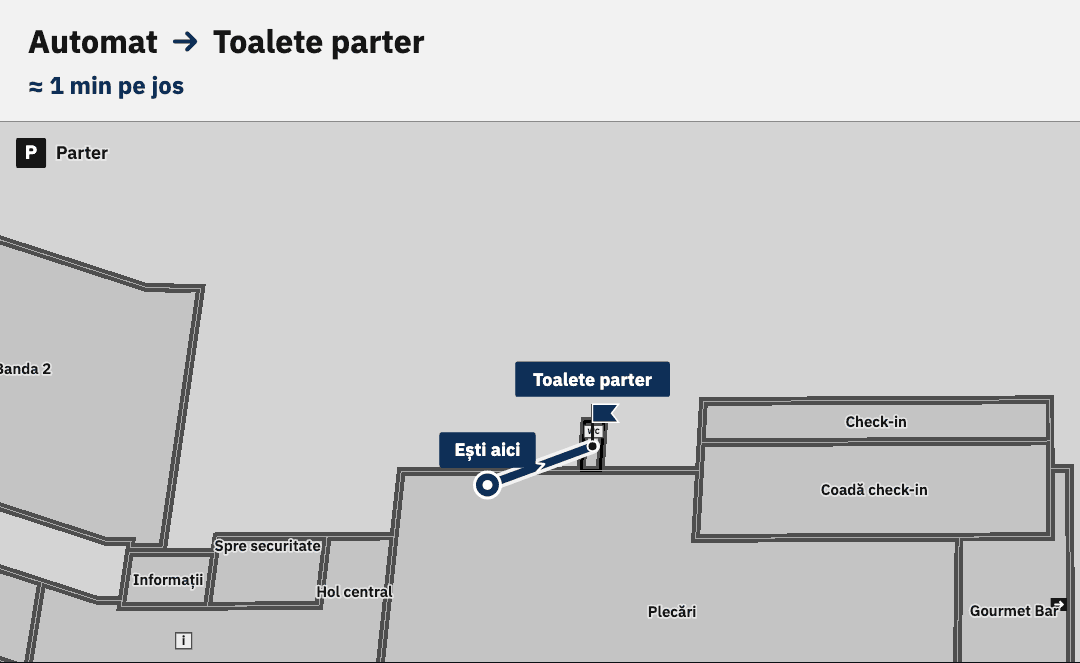 Automat → Toalete parter
≈ 1 min pe jos
P Parter
Banda 2
Toalete parter
WC
Ești aici
Check-in
Coadă check-in
Spre securitate
Informații
Hol central
Plecări
Gourmet Bar
i